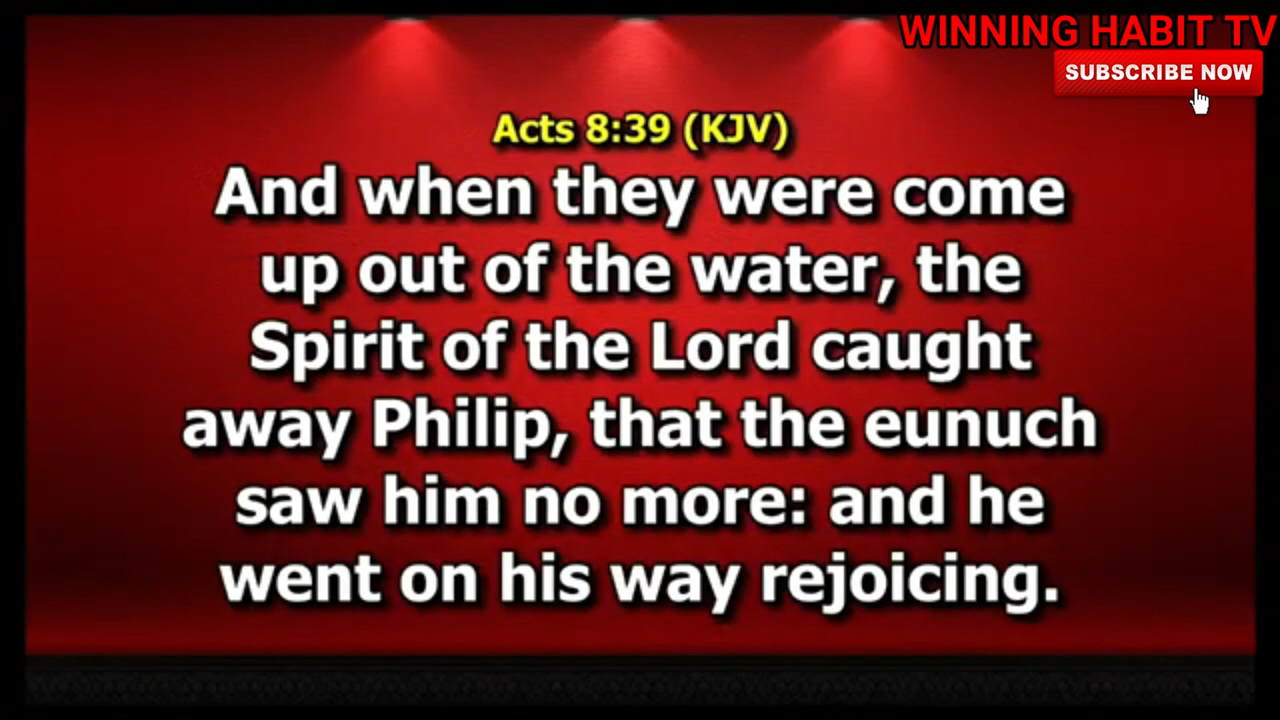 WINNING HABIT TV
SUBSCRIBE NOW
Acts 8:39 (KJV)
And when they were come
up out of the water, the
Spirit of the Lord caught
away Philip, that the eunuch
saw him no more: and he
went on his way rejoicing.